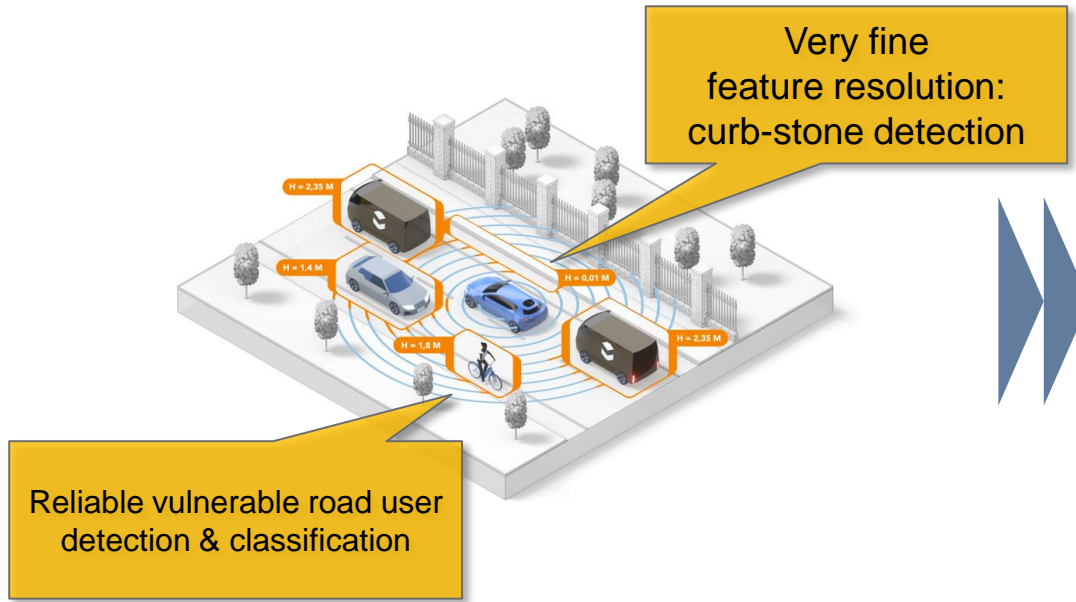 Very fine
feature resolution:
curb-stone detection
H = 2,35 M
H = 1,4 M
H = 0,01 M
H = 1,8 M
H = 2,35 M
Reliable vulnerable road user
detection & classification